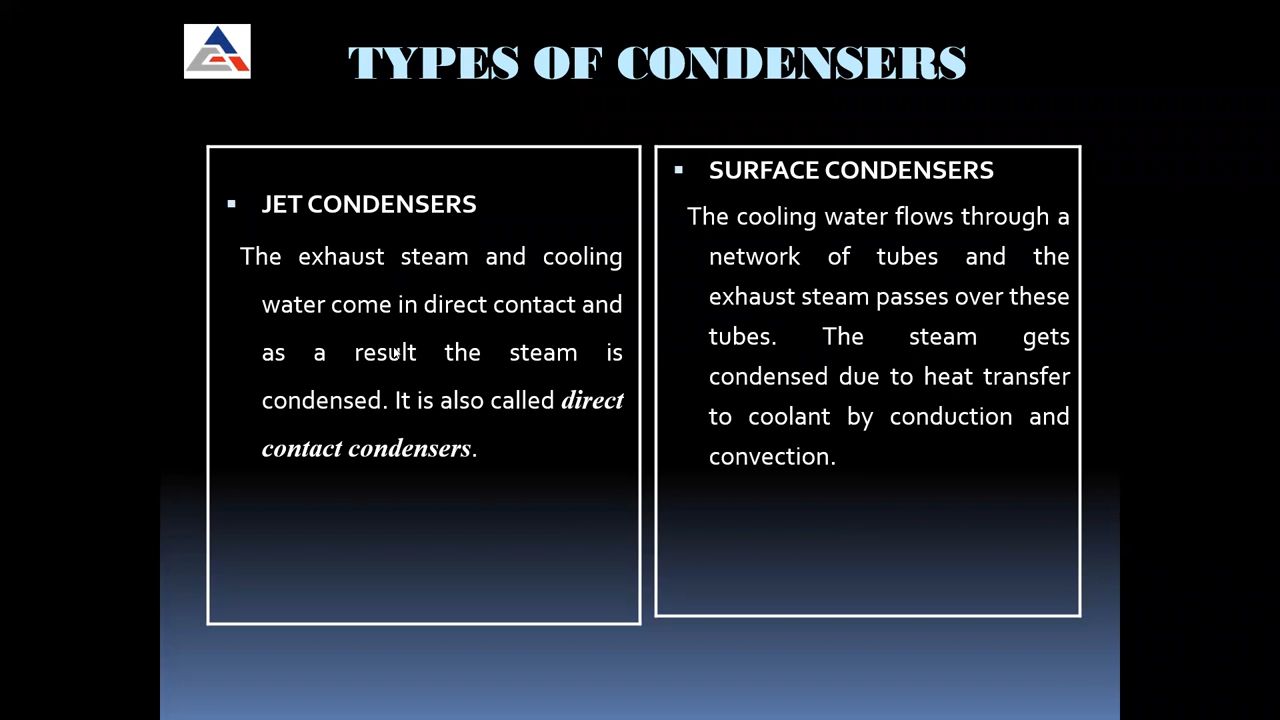 TYPES OF CONDENSERS
▪ JET CONDENSERS
The exhaust steam and cooling
water come in direct contact and
as a result the steam is
condensed. It is also called direct
contact condensers.
▪ SURFACE CONDENSERS
The cooling water flows through a
network of tubes and the
exhaust steam passes over these
tubes. The steam gets
condensed due to heat transfer
to coolant by conduction and
convection.